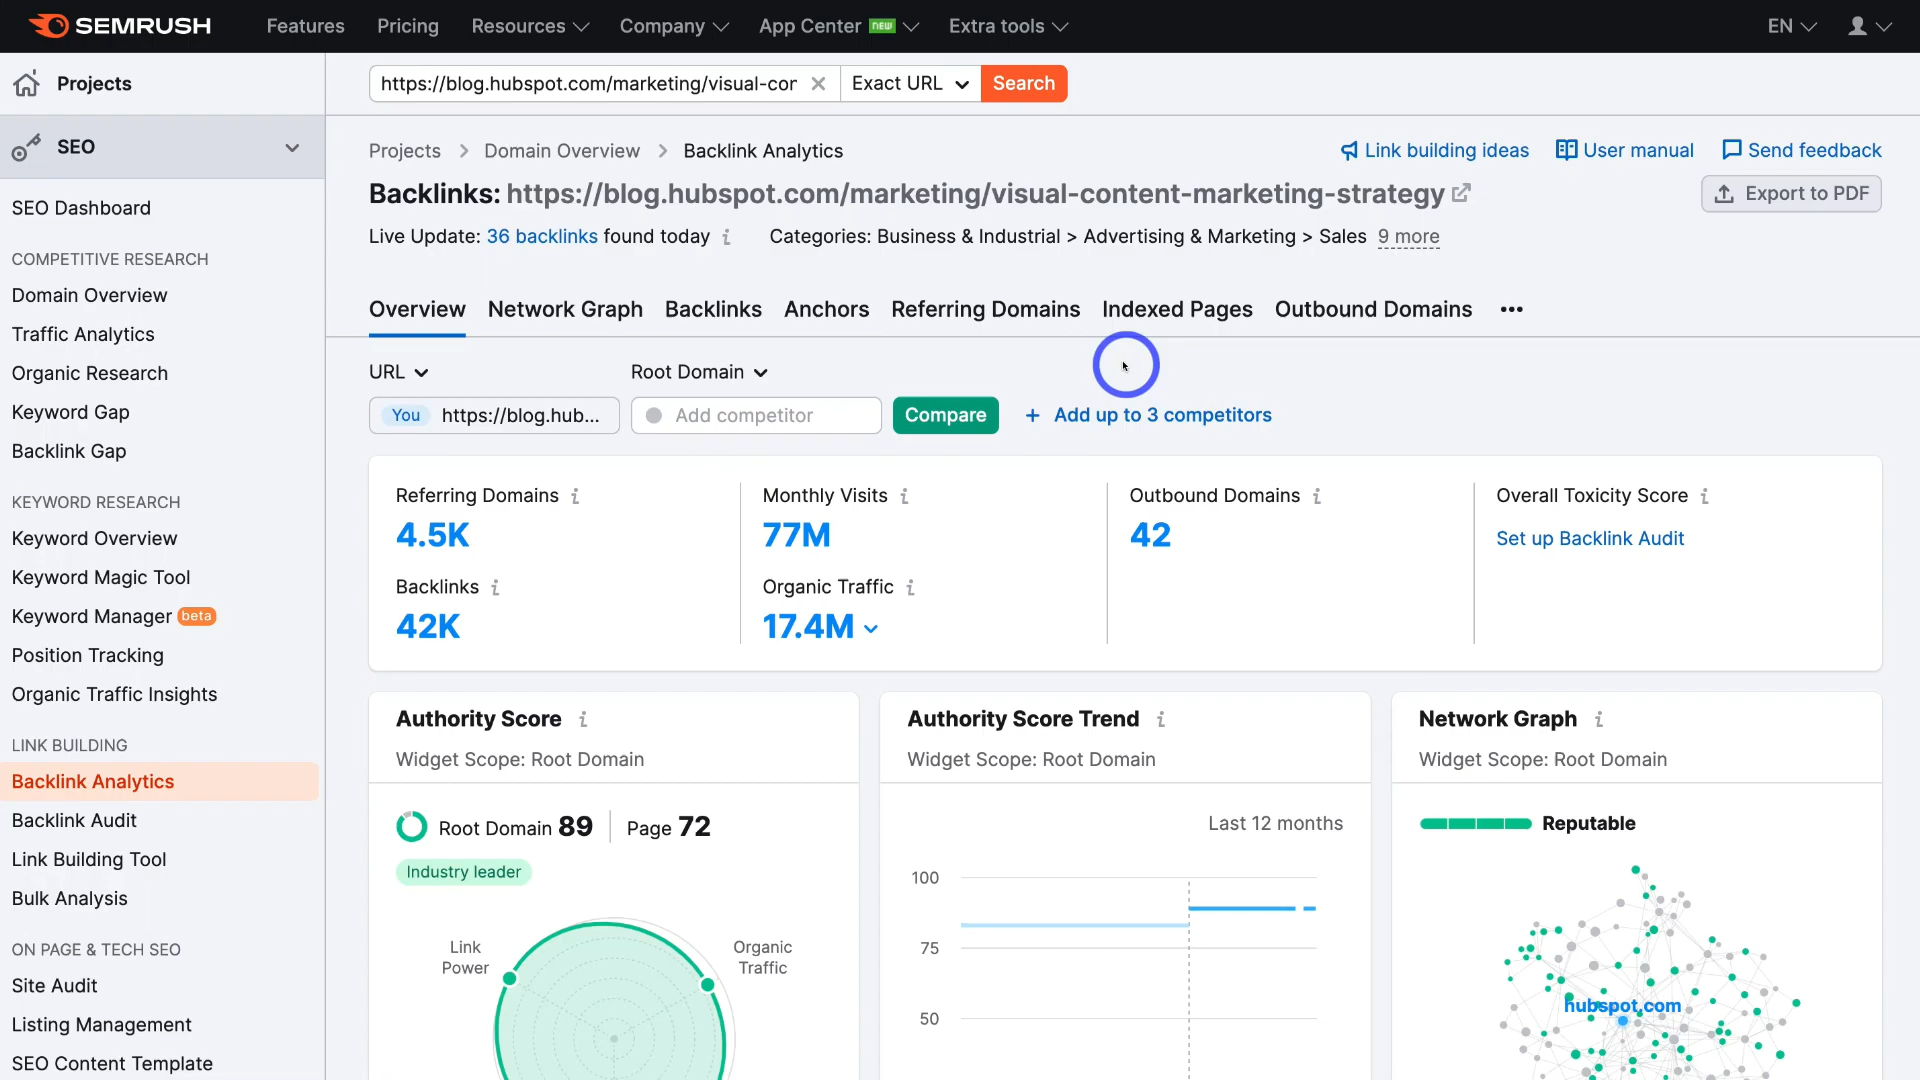 SEMRUSH
Features
Pricing
Resources
Company
App Center NEW
Extra tools
EN
Projects
SEO
SEO Dashboard
COMPETITIVE RESEARCH
Domain Overview
Traffic Analytics
Organic Research
Keyword Gap
Backlink Gap
KEYWORD RESEARCH
Keyword Overview
Keyword Magic Tool
Keyword Manager beta
Position Tracking
Organic Traffic Insights
LINK BUILDING
Backlink Analytics
Backlink Audit
Link Building Tool
Bulk Analysis
ON PAGE & TECH SEO
Site Audit
Listing Management
SEO Content Template
https://blog.hubspot.com/marketing/visual-cor
Exact URL
Search
Projects > Domain Overview > Backlink Analytics
Link building ideas
User manual
Send feedback
Backlinks: https://blog.hubspot.com/marketing/visual-content-marketing-strategy
Export to PDF
Live Update: 36 backlinks found today
Categories: Business & Industrial > Advertising & Marketing > Sales 9 more
Overview
Network Graph
Backlinks
Anchors
Referring Domains
Indexed Pages
Outbound Domains
URL
Root Domain
You https://blog.hub...
Add competitor
Compare
+ Add up to 3 competitors
Referring Domains
4.5K
Backlinks
42K
Monthly Visits
77M
Organic Traffic
17.4M
Outbound Domains
42
Overall Toxicity Score
Set up Backlink Audit
Authority Score
Widget Scope: Root Domain
Root Domain 89
Page 72
Industry leader
Link
Power
Organic
Traffic
Authority Score Trend
Widget Scope: Root Domain
Last 12 months
100
75
50
Network Graph
Widget Scope: Root Domain
Reputable
hubspot.com